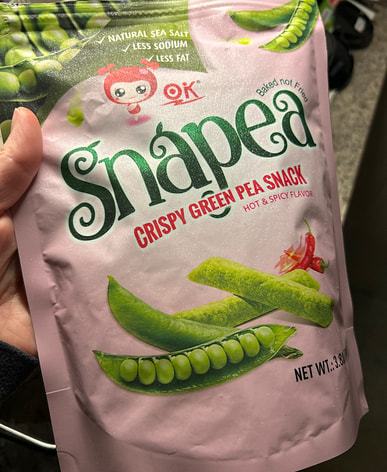 NATURAL SEA SALT
LESS SODIUM
LESS FAT
OK®
Baked not Fried
Snapea
CRISPY GREEN PEA SNACK
HOT & SPICY FLAVOR
NET WT.: